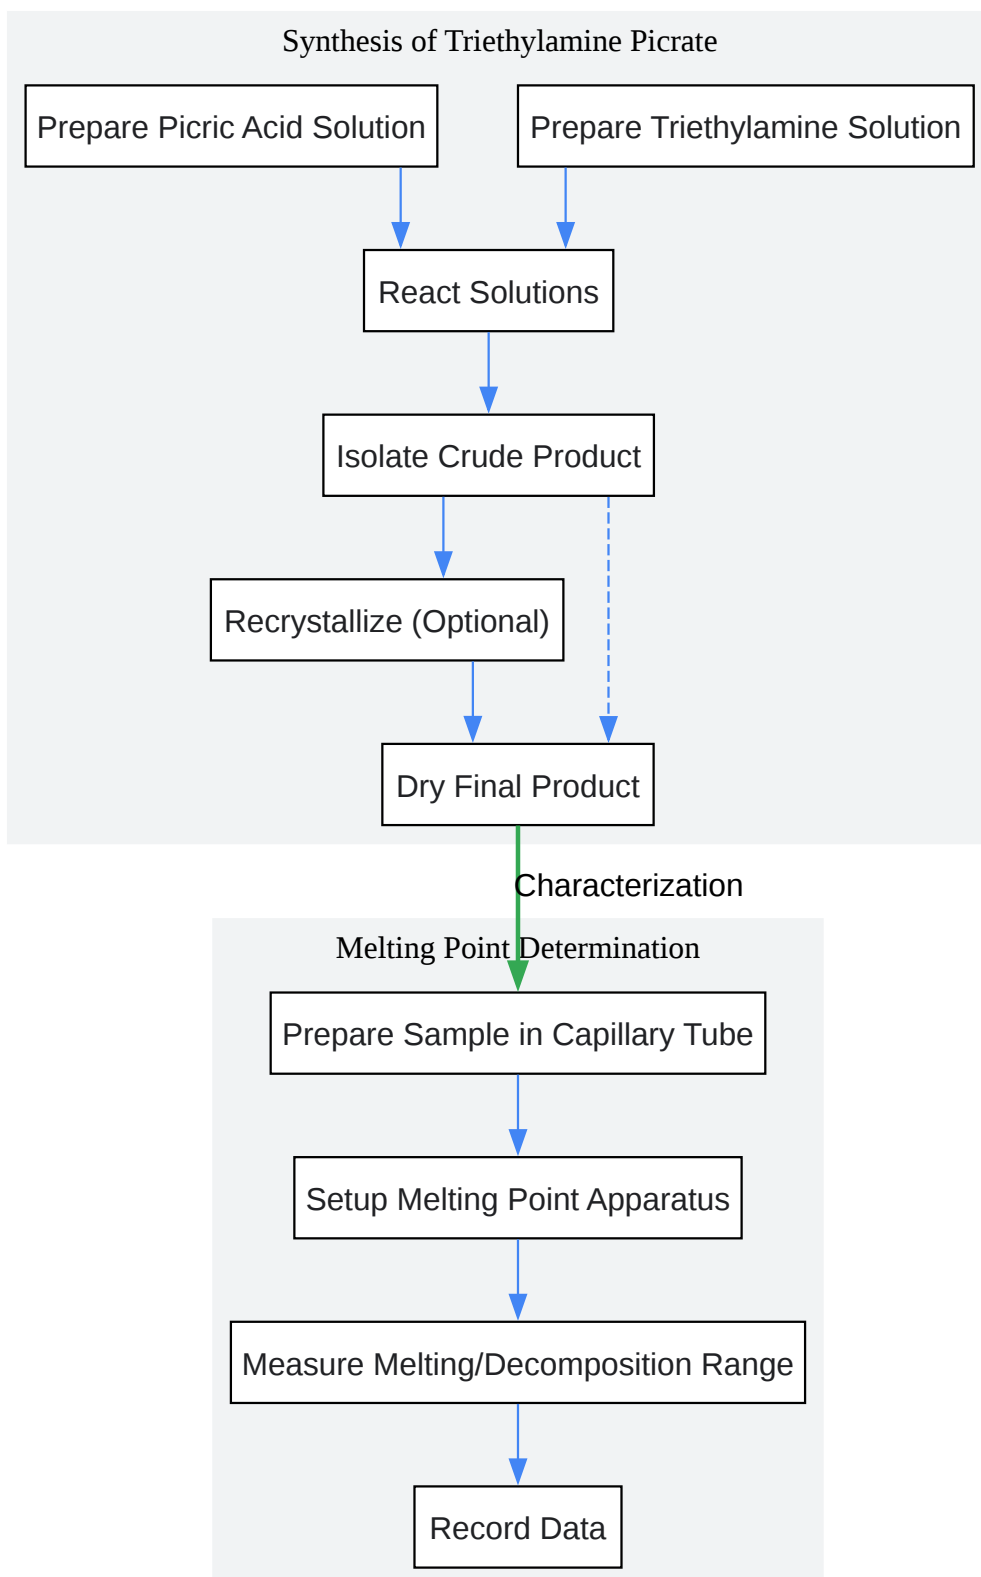 Synthesis of Triethylamine Picrate
Prepare Picric Acid Solution
Prepare Triethylamine Solution
React Solutions
Isolate Crude Product
Recrystallize (Optional)
Dry Final Product
Characterization
Melting Point Determination
Prepare Sample in Capillary Tube
Setup Melting Point Apparatus
Measure Melting/Decomposition Range
Record Data